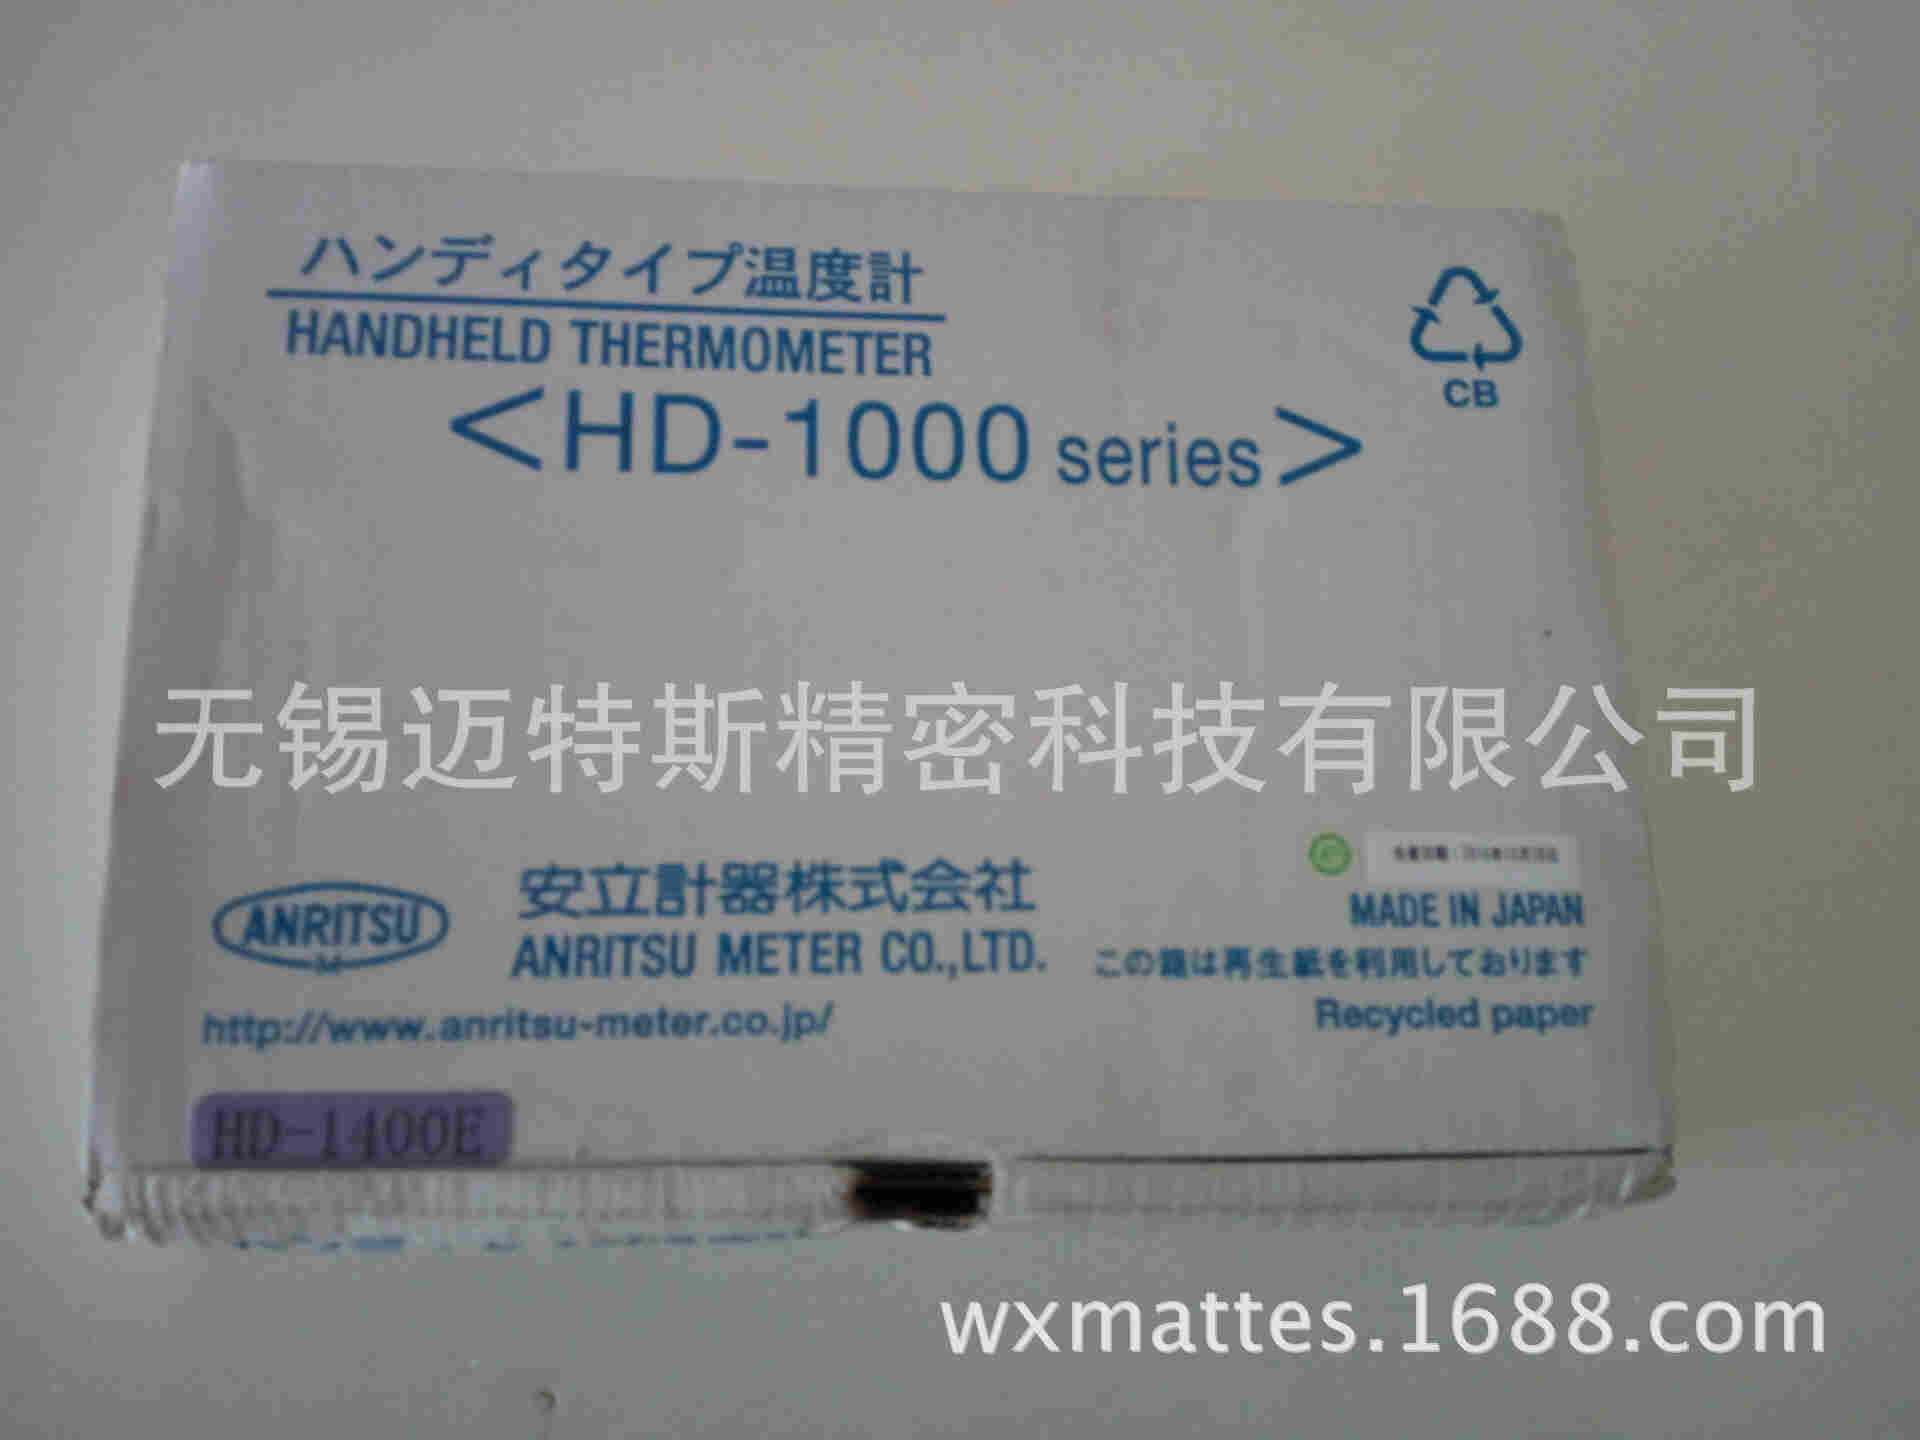 ハンディタイプ温度計
HANDHELD THERMOMETER
<HD-1000 series>
CB
无锡迈特斯精密科技有限公司
ANRITSU
安立計器株式会社
ANRITSU METER CO.,LTD.
http://www.anritsu-meter.co.jp/
MADE IN JAPAN
この箱は再生紙を利用しております
Recycled paper
HD-1400E
wxmattes.1688.com